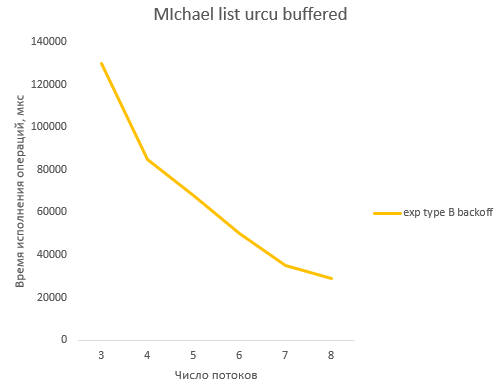 MIchael list urcu buffered
140000
120000
100000
80000
60000
40000
20000
0
Время исполнения операций, мкс
3 4 5 6 7 8
Число потоков
exp type B backoff